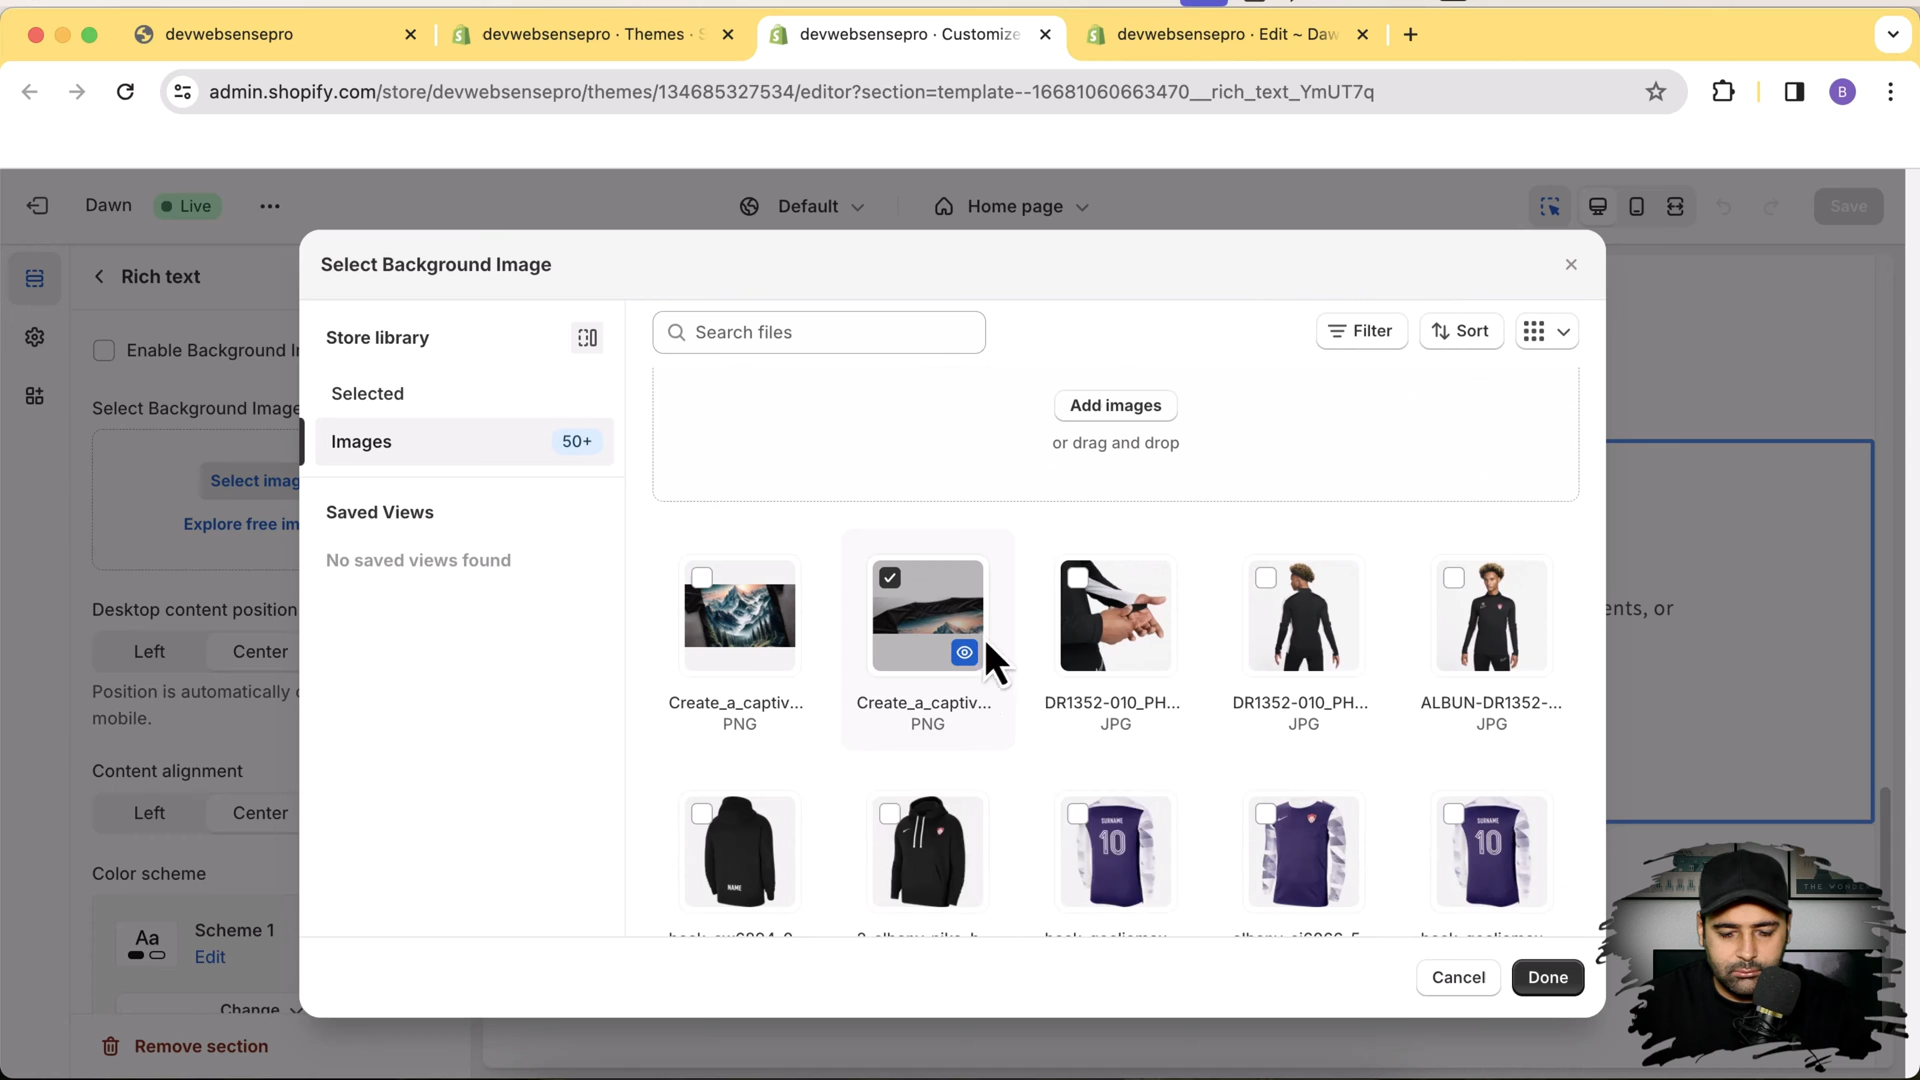 devwebsensepro
devwebsensepro · Themes · S
devwebsensepro · Customize
devwebsensepro · Edit ~ Daw
admin.shopify.com/store/devwebsensepro/themes/134685327534/editor?section=template--16681060663470__rich_text_YmUT7q
B
Dawn
Live
Default
Home page
Save
Rich text
Enable Background I
Select Background Image
Select imag
Explore free im
Desktop content position
Left
Center
Position is automatically
mobile.
Content alignment
Left
Center
Color scheme
Aa
Scheme 1
Edit
Change
Remove section
Select Background Image
Store library
Selected
Images
50+
Saved Views
No saved views found
Search files
Filter
Sort
Add images
or drag and drop
Create_a_captiv...
PNG
Create_a_captiv...
PNG
DR1352-010_PH...
JPG
DR1352-010_PH...
JPG
ALBUN-DR1352-...
JPG
NAME
SURNAME
10
SURNAME
10
Cancel
Done
ents, or
THE WONDE